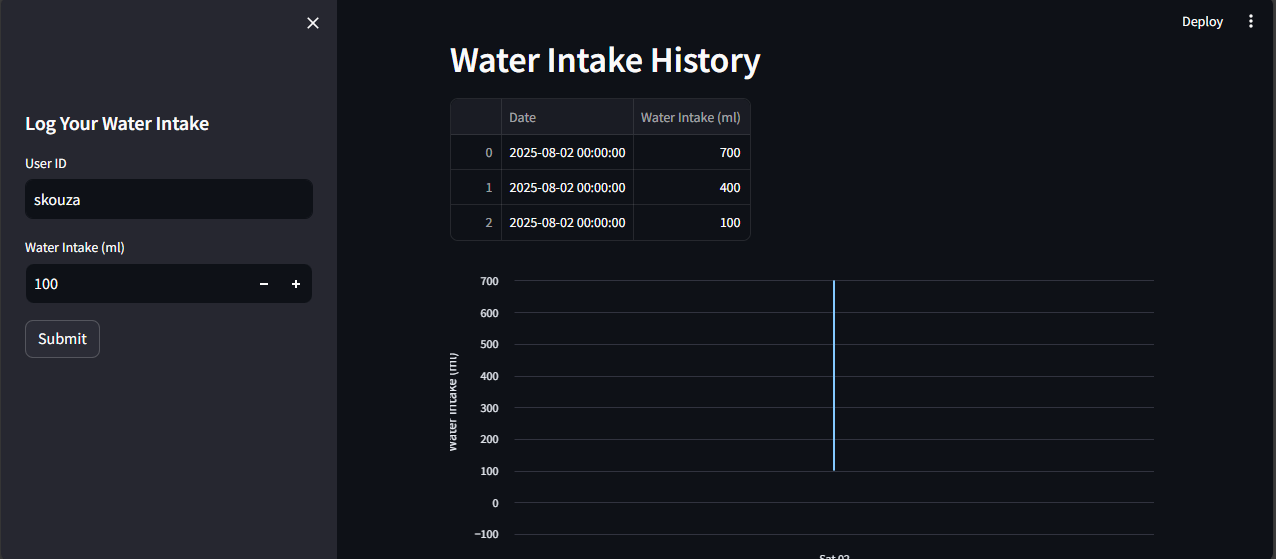 Deploy
Log Your Water Intake
User ID
skouza
Water Intake (ml)
100
Submit
Water Intake History
Date Water Intake (ml)
0 2025-08-02 00:00:00 700
1 2025-08-02 00:00:00 400
2 2025-08-02 00:00:00 100
Water Intake (ml)
700
600
500
400
300
200
100
0
−100
Sat 02